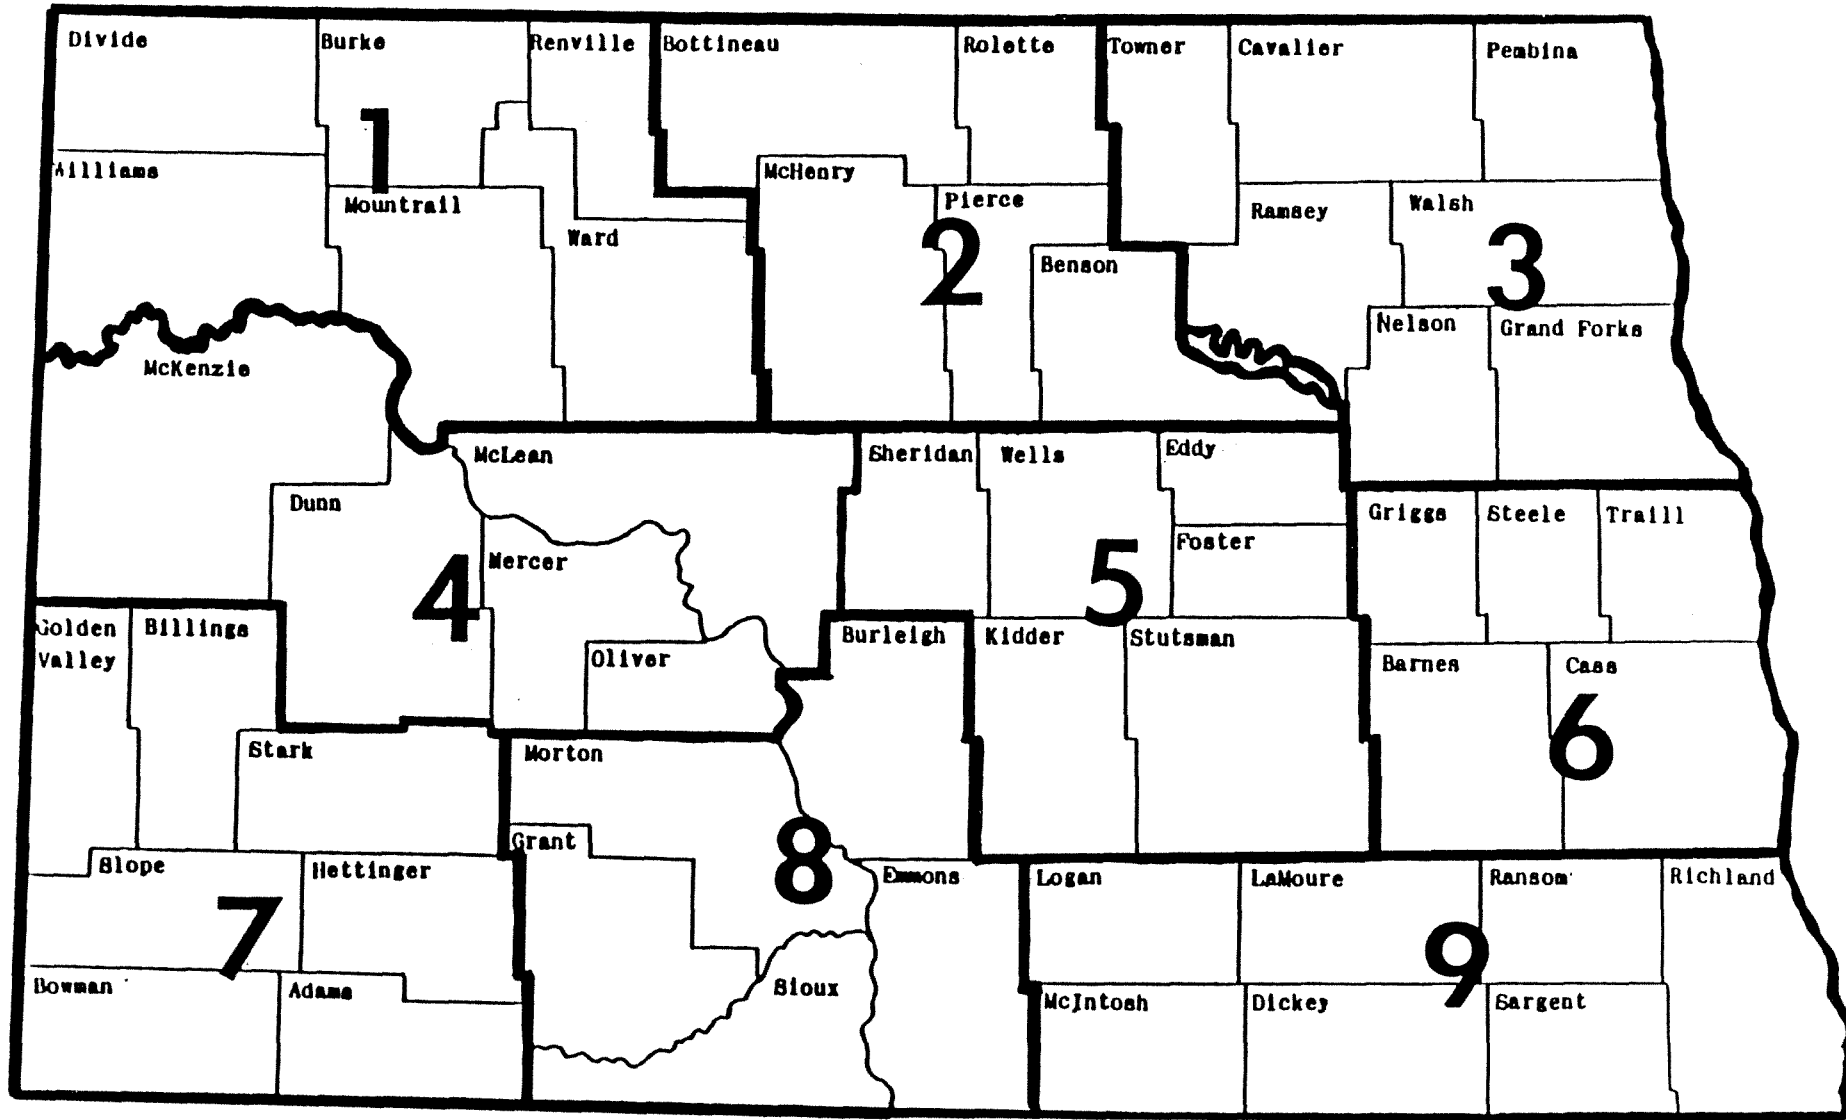 Divide Burke Renville Bottineau Rolette Towner Cavalier Pembina
1
Williams McHenry
Mountrail Pierce Ramsey Walsh
Ward 2 Benson 3
McKenzie Nelson Grand Forks
McLean Sheridan Wells Eddy
Dunn Griggs Steele Traill
4 Mercer 5 Foster
Golden Valley Billings Oliver Burleigh Kidder Stutsman Barnes Cass
6
Stark Morton
Grant 8
Slope Hettinger Emmons Logan LaMoure Ransom Richland
7 9
Bowman Adams Sioux McIntosh Dickey Sargent